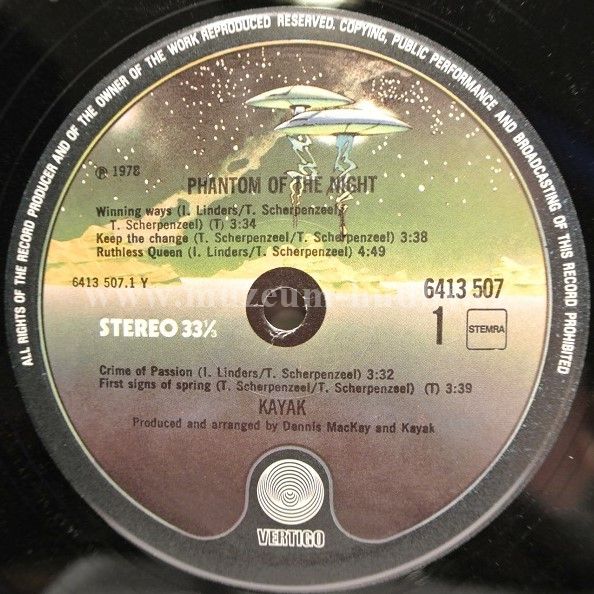 ALL RIGHTS OF THE RECORD PRODUCER AND OF THE OWNER OF THE WORK REPRODUCED RESERVED. COPYING, PUBLIC PERFORMANCE AND BROADCASTING OF THIS RECORD PROHIBITED
Ⓟ 1978
PHANTOM OF THE NIGHT
Winning ways (I. Linders/T. Scherpenzeel,
T. Scherpenzeel) (T) 3:34
Keep the change (T. Scherpenzeel/T. Scherpenzeel) 3:38
Ruthless Queen (I. Linders/T. Scherpenzeel) 4:49
6413 507.1 Y
6413 507
STEREO 33⅓
1
STEMRA
Crime of Passion (I. Linders/T. Scherpenzeel) 3:32
First signs of spring (T. Scherpenzeel/T. Scherpenzeel) (T) 3:39
KAYAK
Produced and arranged by Dennis MacKay and Kayak
VERTIGO